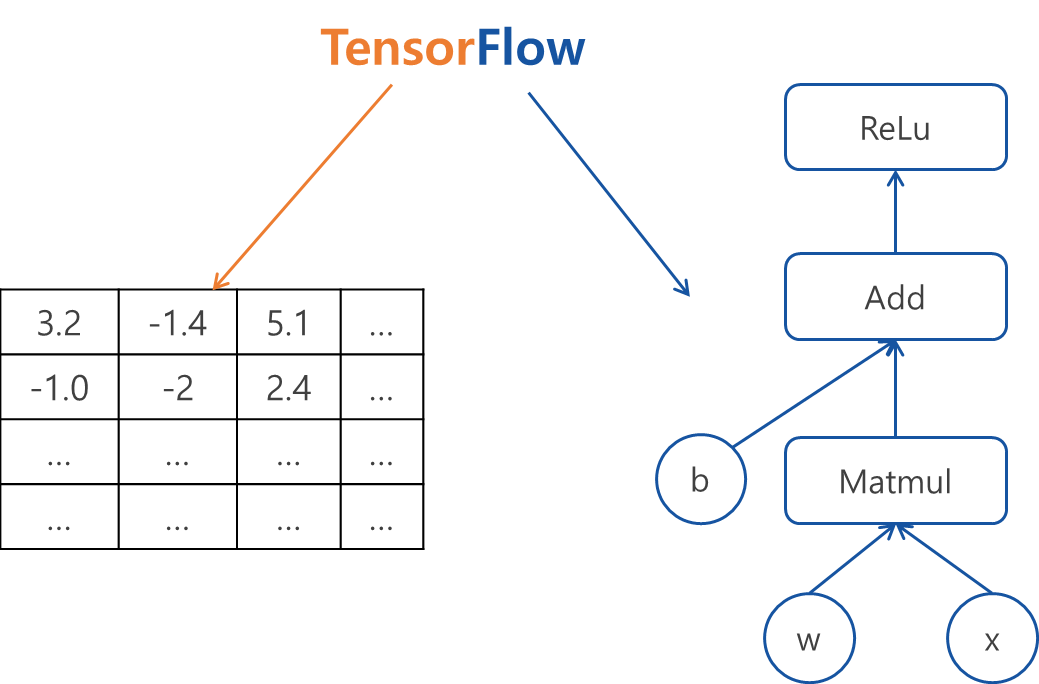 TensorFlow
3.2 -1.4 5.1 ...
-1.0 -2 2.4 ...
... ... ... ...
... ... ... ...
ReLu
Add
b
Matmul
w
x